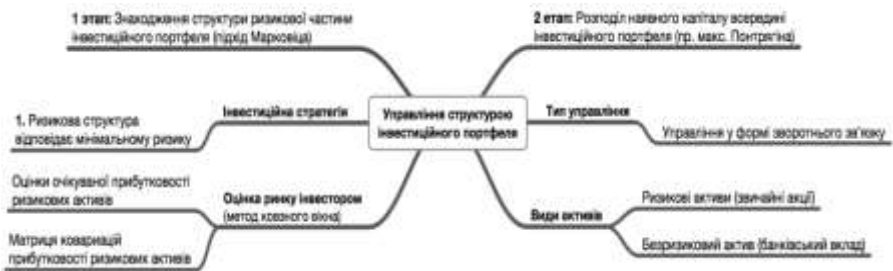 1 етап: Знаходження структури ризикової частини
інвестиційного портфеля (підхід Марковіца)
2 етап: Розподіл наявного капіталу всередині
інвестиційного портфеля (пр. макс. Понтрягіна)
Інвестиційна стратегія
1. Ризикова структура
відповідає мінімальному ризику
Управління структурою
інвестиційного портфеля
Тип управління
Управління у формі зворотнього зв'язку
Оцінки очікуваної прибутковості
ризикових активів
Оцінка ринку інвестором
(метод ковзного вікна)
Матриця коваріацій
прибутковості ризикових активів
Види активів
Ризикові активи (звичайні акції)
Безризиковий актив (банківський вклад)